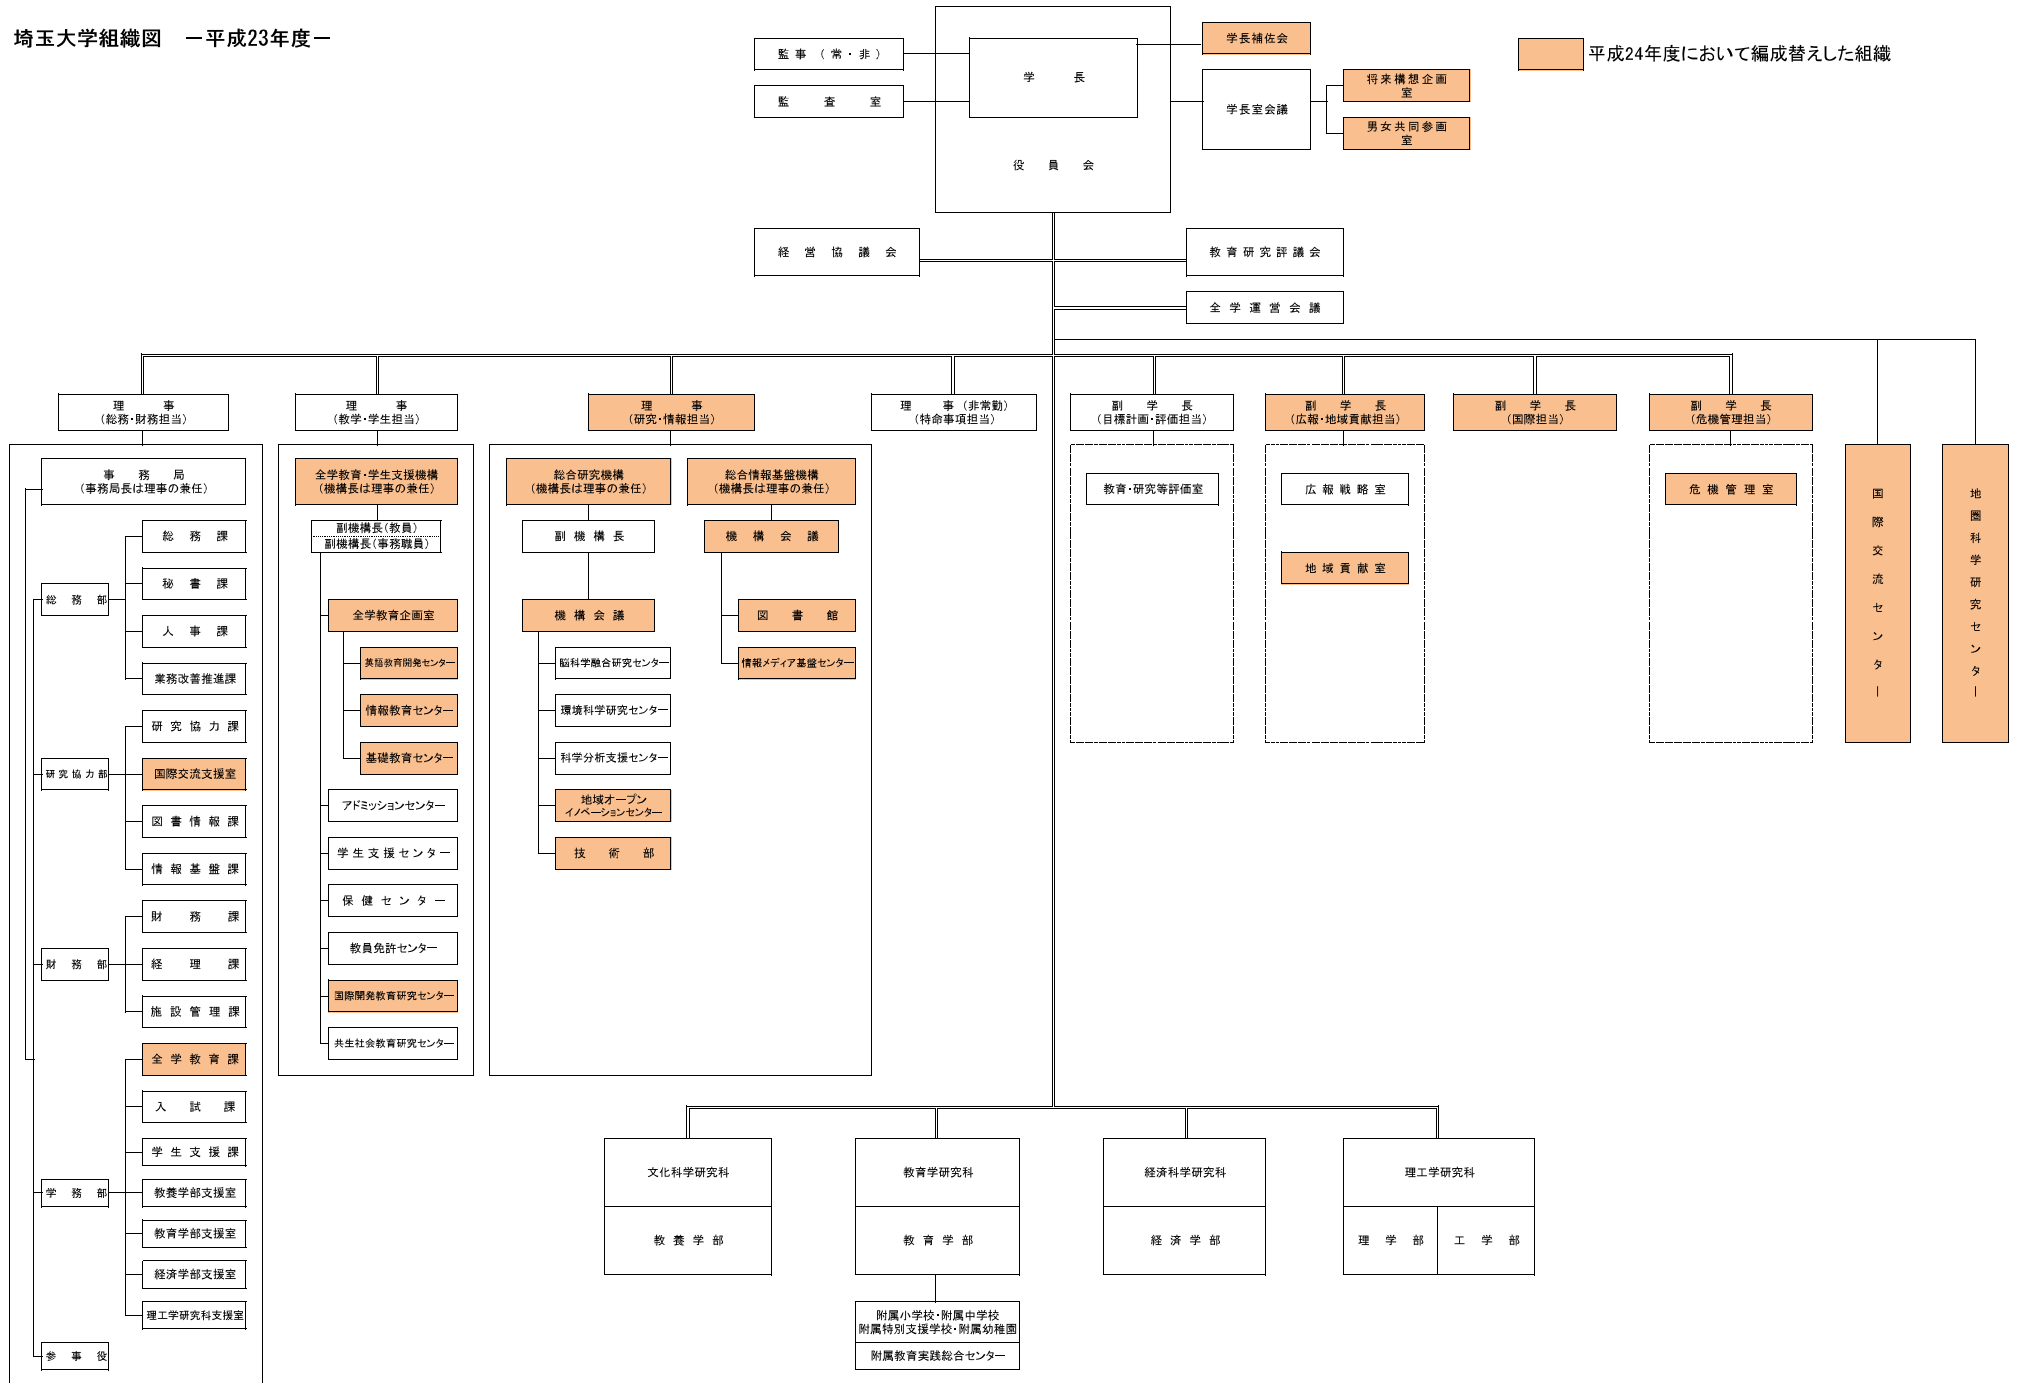 埼玉大学組織図　－平成23年度－
監事（常・非）
監査室
学長
役員会
学長補佐会
学長室会議
将来構想企画
室
男女共同参画
室
平成24年度において編成替えした組織
経営協議会
教育研究評議会
全学運営会議
理事
（総務・財務担当）
理事
（教学・学生担当）
理事
（研究・情報担当）
理事（非常勤）
（特命事項担当）
副学長
（目標計画・評価担当）
副学長
（広報・地域貢献担当）
副学長
（国際担当）
副学長
（危機管理担当）
事務局
（事務局長は理事の兼任）
総務部
総務課
秘書課
人事課
業務改善推進課
研究協力部
研究協力課
国際交流支援室
図書情報課
情報基盤課
財務部
財務課
経理課
施設管理課
学務部
全学教育課
入試課
学生支援課
教養学部支援室
教育学部支援室
経済学部支援室
理工学研究科支援室
参事役
全学教育・学生支援機構
（機構長は理事の兼任）
副機構長（教員）
副機構長（事務職員）
全学教育企画室
英語教育開発センター
情報教育センター
基礎教育センター
アドミッションセンター
学生支援センター
保健センター
教員免許センター
国際開発教育研究センター
共生社会教育研究センター
総合研究機構
（機構長は理事の兼任）
副機構長
機構会議
脳科学融合研究センター
環境科学研究センター
科学分析支援センター
地域オープン
イノベーションセンター
技術部
総合情報基盤機構
（機構長は理事の兼任）
機構会議
図書館
情報メディア基盤センター
教育・研究等評価室
広報戦略室
地域貢献室
危機管理室
国際交流センター
地圏科学研究センター
文化科学研究科
教養学部
教育学研究科
教育学部
附属小学校・附属中学校
附属特別支援学校・附属幼稚園
附属教育実践総合センター
経済科学研究科
経済学部
理工学研究科
理学部
工学部